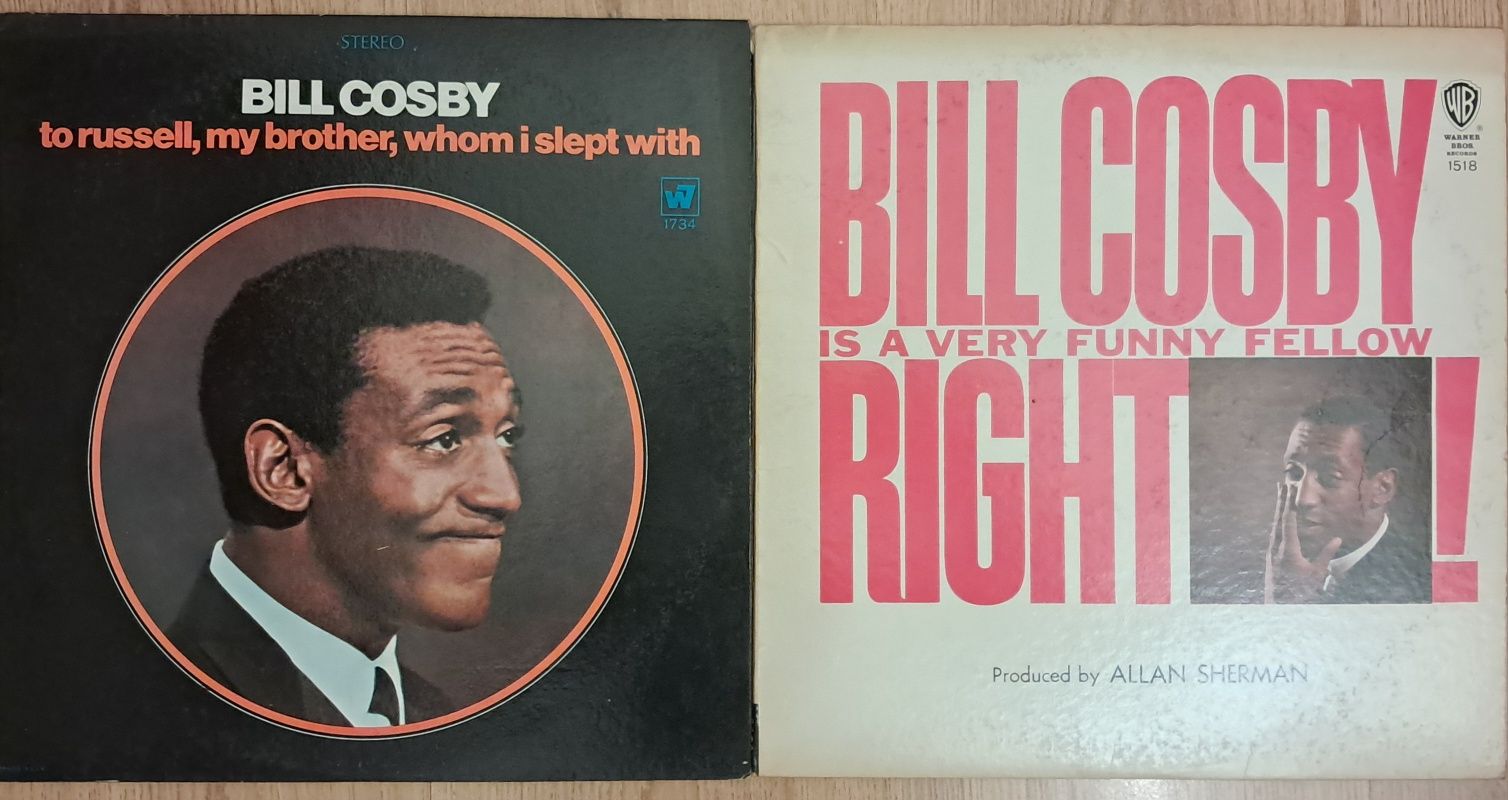 STEREO
BILL COSBY
to russell, my brother, whom i slept with
W7
1734
BILL COSBY
WB
®
WARNER
BROS.
RECORDS
1518
IS A VERY FUNNY FELLOW
RIGHT !
Produced by ALLAN SHERMAN